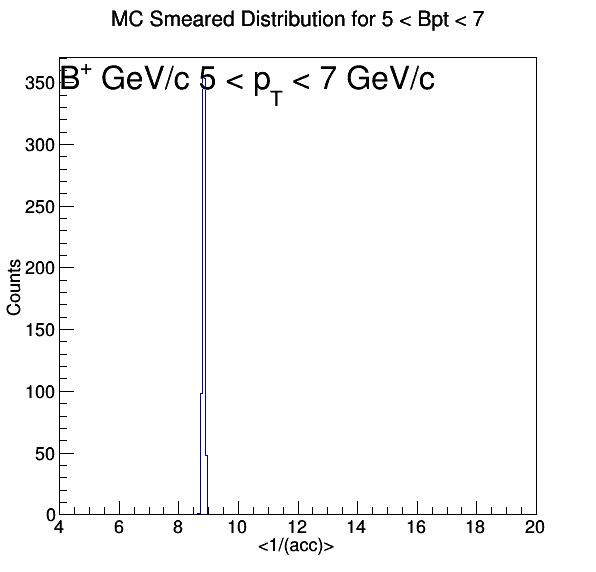 MC Smeared Distribution for 5 < Bpt < 7
B+ GeV/c 5 < pT < 7 GeV/c
350
300
250
200
150
100
50
0
Counts
4 6 8 10 12 14 16 18 20
<1/(acc)>